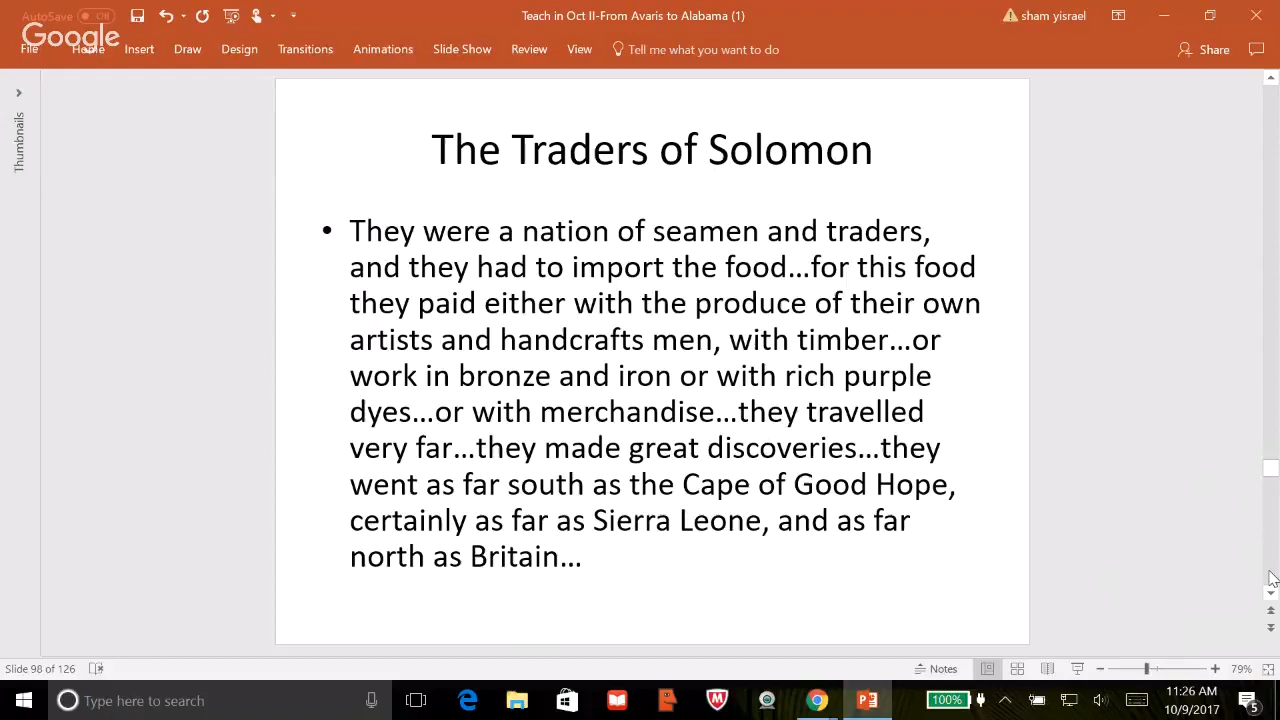 AutoSave Off
Teach in Oct II-From Avaris to Alabama (1)
sham yisrael
Google
File Home Insert Draw Design Transitions Animations Slide Show Review View Tell me what you want to do
Share
Thumbnails
The Traders of Solomon
• They were a nation of seamen and traders,
and they had to import the food…for this food
they paid either with the produce of their own
artists and handcrafts men, with timber…or
work in bronze and iron or with rich purple
dyes…or with merchandise…they travelled
very far…they made great discoveries…they
went as far south as the Cape of Good Hope,
certainly as far as Sierra Leone, and as far
north as Britain…
Slide 98 of 126
Notes
79%
Type here to search
100%
11:26 AM
10/9/2017
5